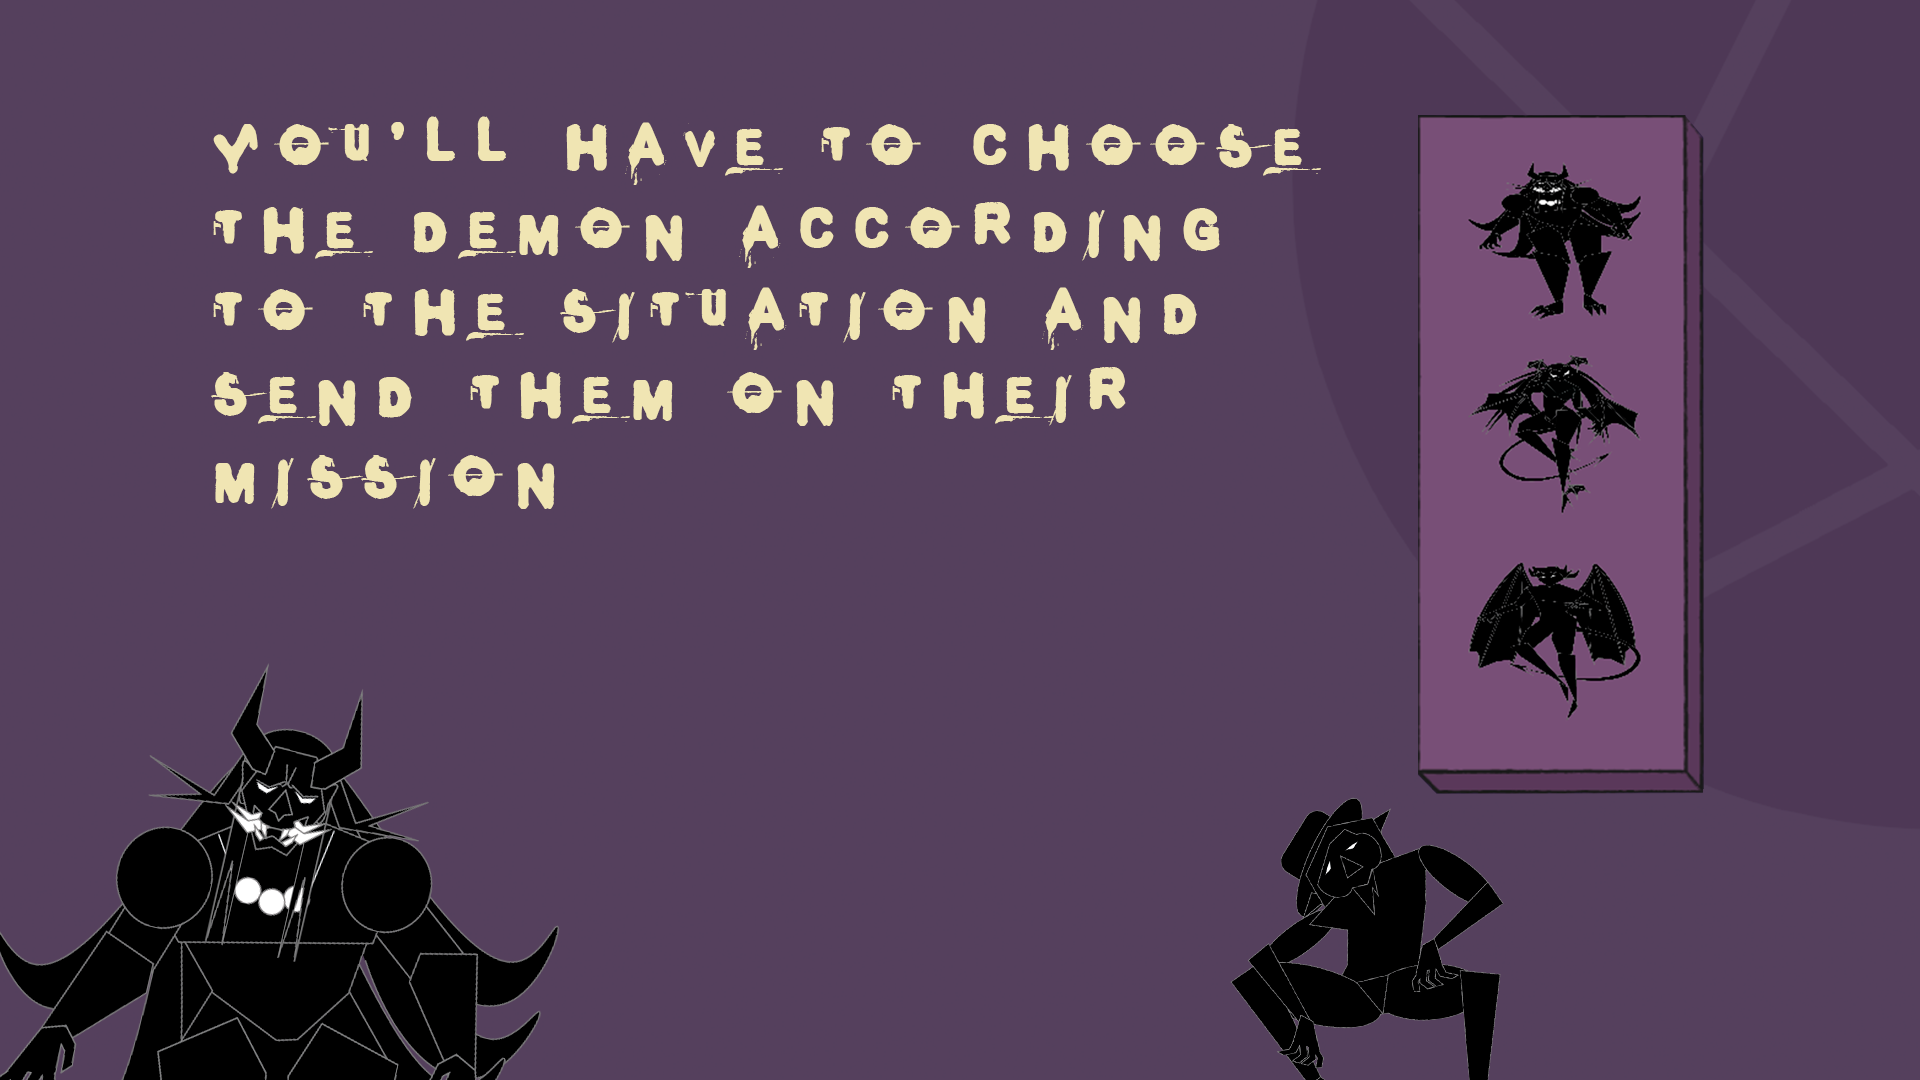 YOU'LL HAVE TO CHOOSE
THE DEMON ACCORDING
TO THE SITUATION AND
SEND THEM ON THEIR
MISSION